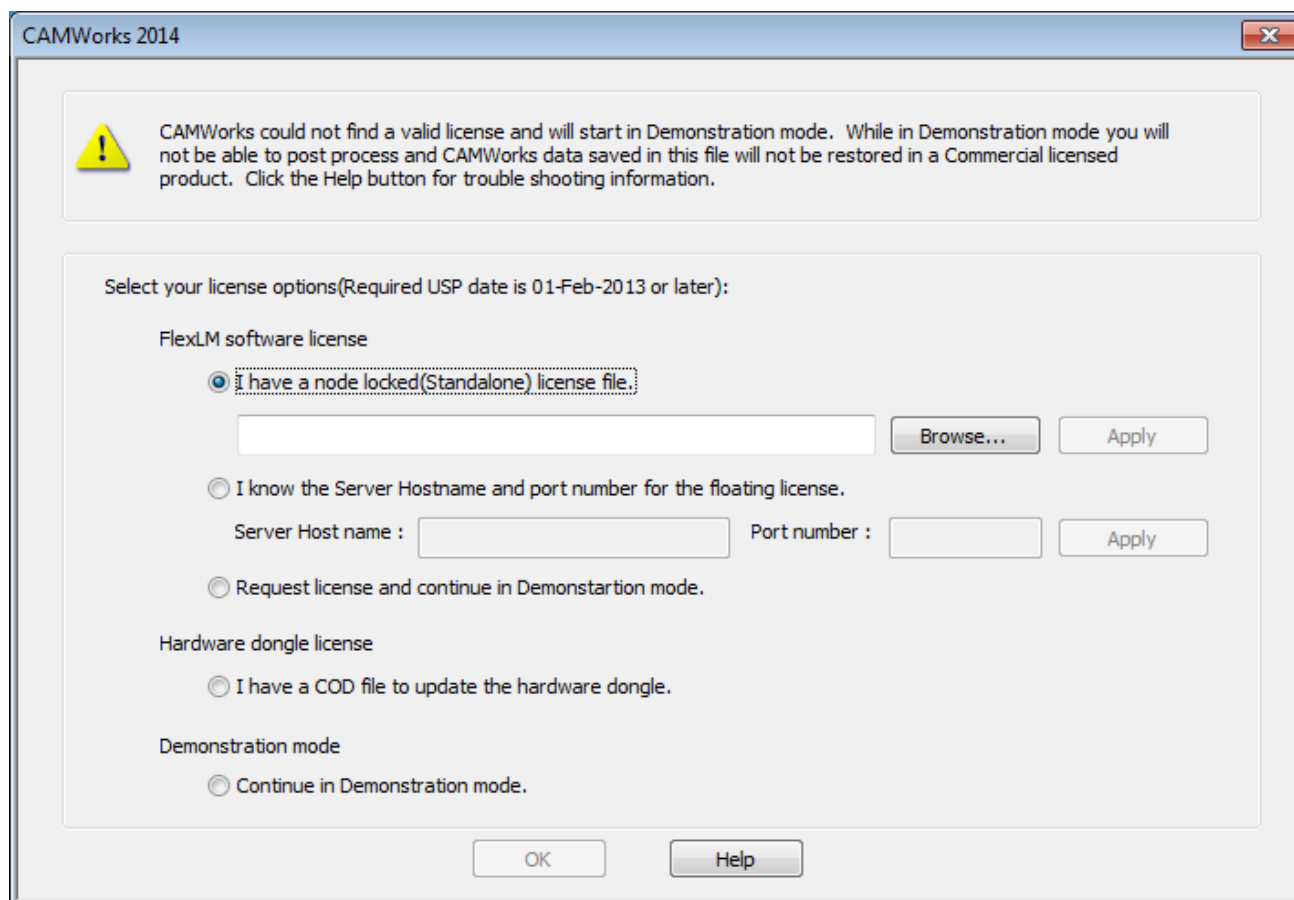 CAMWorks 2014
CAMWorks could not find a valid license and will start in Demonstration mode.  While in Demonstration mode you will
not be able to post process and CAMWorks data saved in this file will not be restored in a Commercial licensed
product.  Click the Help button for trouble shooting information.
Select your license options(Required USP date is 01-Feb-2013 or later):
FlexLM software license
I have a node locked(Standalone) license file.
Browse... Apply
I know the Server Hostname and port number for the floating license.
Server Host name : Port number : Apply
Request license and continue in Demonstartion mode.
Hardware dongle license
I have a COD file to update the hardware dongle.
Demonstration mode
Continue in Demonstration mode.
OK Help